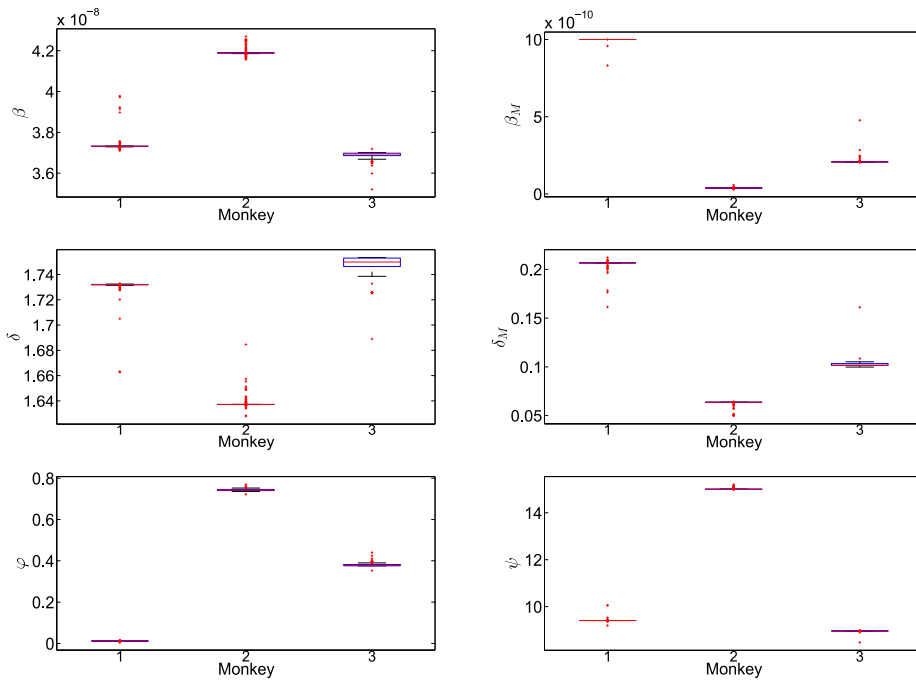 x 10⁻⁸
4.2
3.8
3.6
β
1 2 3
Monkey
x 10⁻¹⁰
10
5
0
β_M
1 2 3
Monkey
1.74
1.72
1.7
1.68
1.66
1.64
δ
1 2 3
Monkey
0.2
0.15
0.1
0.05
δ_M
1 2 3
Monkey
0.8
0.6
0.4
0.2
0
φ
1 2 3
Monkey
14
12
10
ψ
1 2 3
Monkey